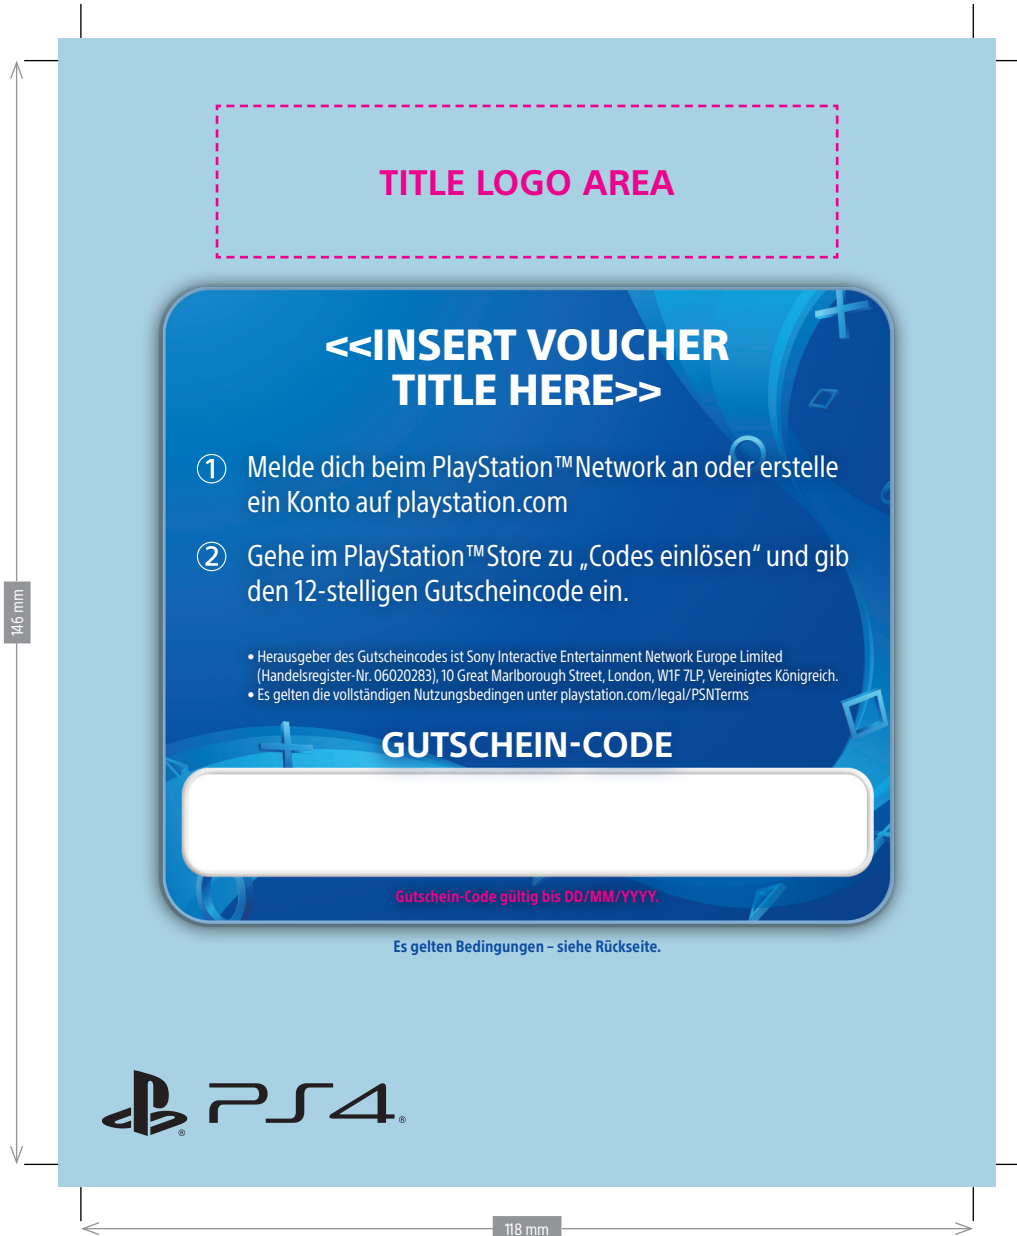 TITLE LOGO AREA
<<INSERT VOUCHER
TITLE HERE>>
1 Melde dich beim PlayStation™Network an oder erstelle
ein Konto auf playstation.com
2 Gehe im PlayStation™Store zu „Codes einlösen“ und gib
den 12-stelligen Gutscheincode ein.
• Herausgeber des Gutscheincodes ist Sony Interactive Entertainment Network Europe Limited
(Handelsregister-Nr. 06020283), 10 Great Marlborough Street, London, W1F 7LP, Vereinigtes Königreich.
• Es gelten die vollständigen Nutzungsbedingen unter playstation.com/legal/PSNTerms
GUTSCHEIN-CODE
Gutschein-Code gültig bis DD/MM/YYYY.
Es gelten Bedingungen – siehe Rückseite.
146 mm
® PS4®
118 mm